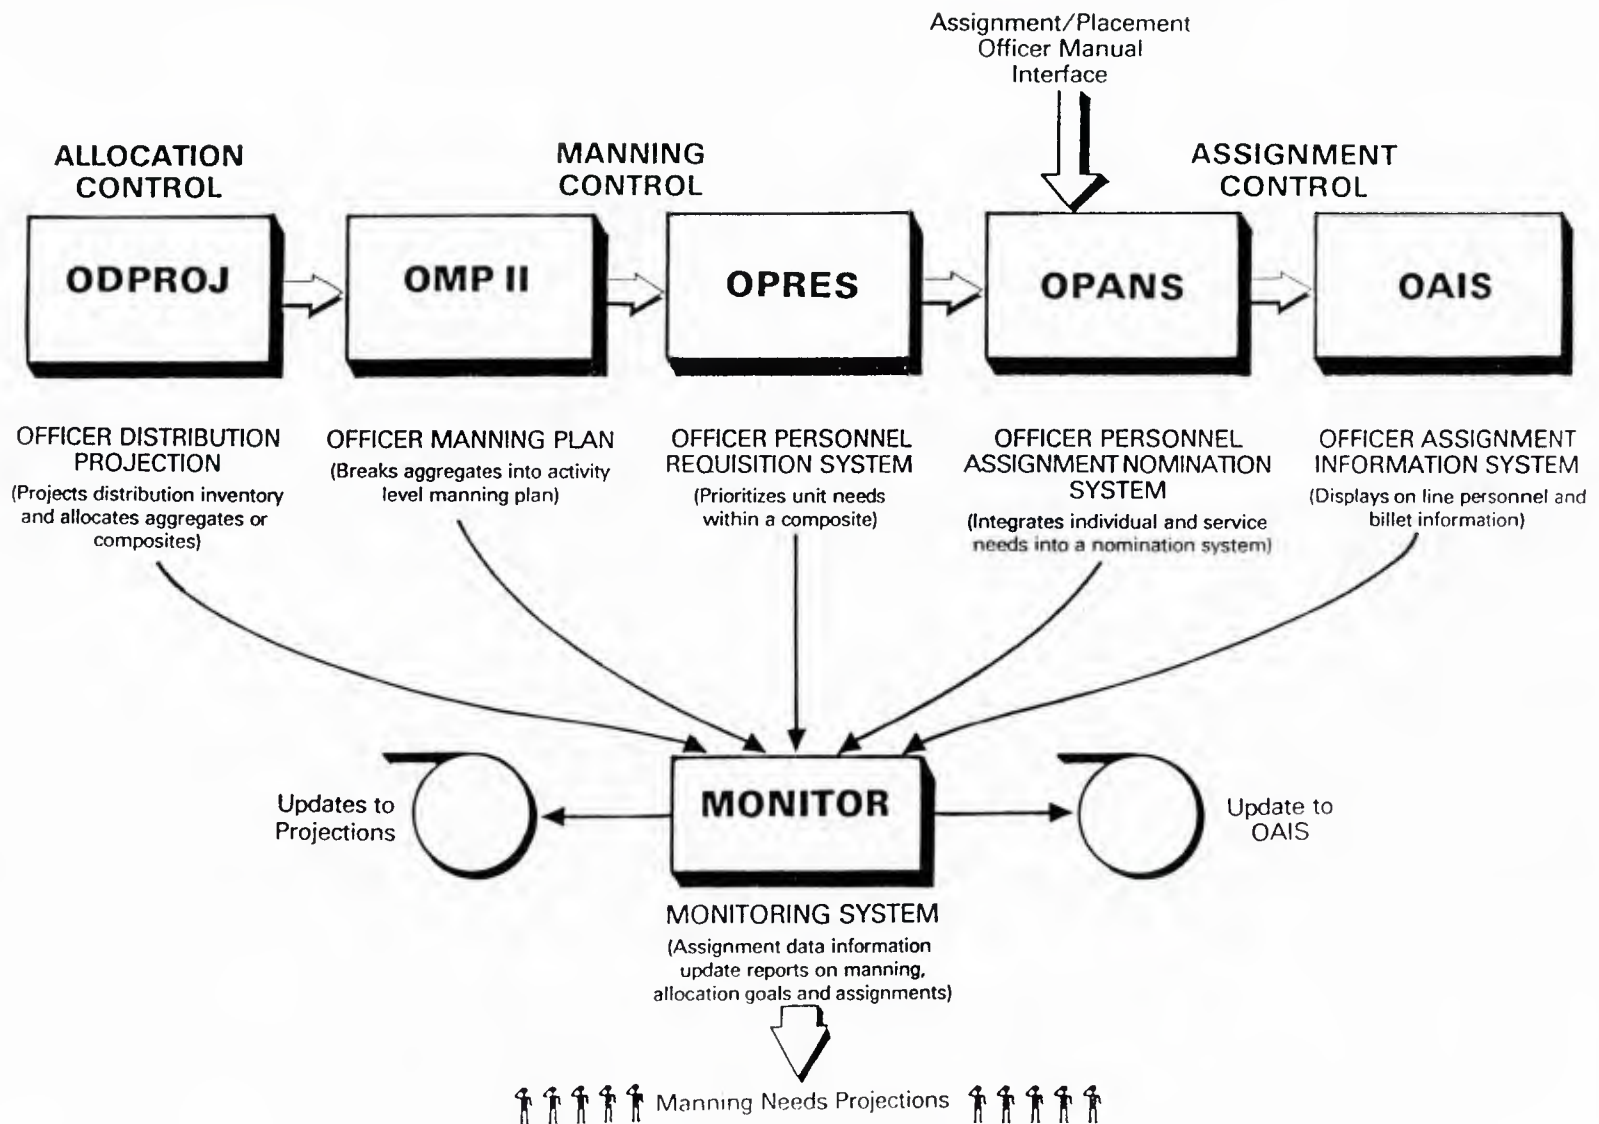 Assignment/Placement
Officer Manual
Interface
ALLOCATION
CONTROL
MANNING
CONTROL
ASSIGNMENT
CONTROL
ODPROJ
OMP II
OPRES
OPANS
OAIS
OFFICER DISTRIBUTION
PROJECTION
(Projects distribution inventory
and allocates aggregates or
composites)
OFFICER MANNING PLAN
(Breaks aggregates into activity
level manning plan)
OFFICER PERSONNEL
REQUISITION SYSTEM
(Prioritizes unit needs
within a composite)
OFFICER PERSONNEL
ASSIGNMENT NOMINATION
SYSTEM
(Integrates individual and service
needs into a nomination system)
OFFICER ASSIGNMENT
INFORMATION SYSTEM
(Displays on line personnel and
billet information)
Updates to
Projections
MONITOR
Update to
OAIS
MONITORING SYSTEM
(Assignment data information
update reports on manning,
allocation goals and assignments)
Manning Needs Projections